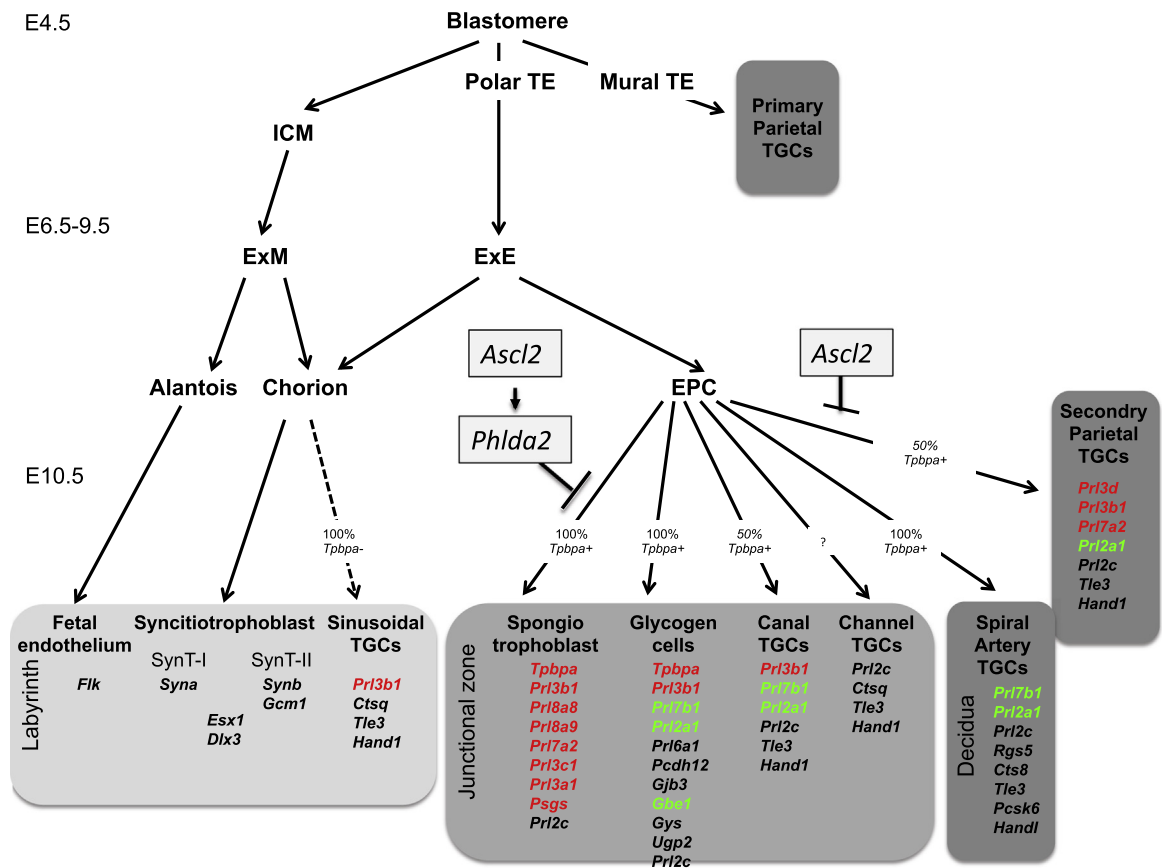 E4.5
Blastomere
Polar TE
Mural TE
Primary
Parietal
TGCs
ICM
E6.5-9.5
ExM
ExE
Ascl2
Ascl2
Alantois
Chorion
EPC
Phlda2
E10.5
Secondry
Parietal
TGCs
Prl3d
Prl3b1
Prl7a2
Prl2a1
Prl2c
Tle3
Hand1
50%
Tpbpa+
100%
Tpbpa-
100%
Tpbpa+
100%
Tpbpa+
50%
Tpbpa+
?
100%
Tpbpa+
Labyrinth
Fetal
endothelium
Flk
Syncitiotrophoblast
SynT-I
Syna
SynT-II
Synb
Gcm1
Esx1
Dlx3
Sinusoidal
TGCs
Prl3b1
Ctsq
Tle3
Hand1
Junctional zone
Spongio
trophoblast
Tpbpa
Prl3b1
Prl8a8
Prl8a9
Prl7a2
Prl3c1
Prl3a1
Psgs
Prl2c
Glycogen
cells
Tpbpa
Prl3b1
Prl7b1
Prl2a1
Prl6a1
Pcdh12
Gjb3
Gbe1
Gys
Ugp2
Prl2c
Canal
TGCs
Prl3b1
Prl7b1
Prl2a1
Prl2c
Tle3
Hand1
Channel
TGCs
Prl2c
Ctsq
Tle3
Hand1
Decidua
Spiral
Artery
TGCs
Prl7b1
Prl2a1
Prl2c
Rgs5
Cts8
Tle3
Pcsk6
HandI